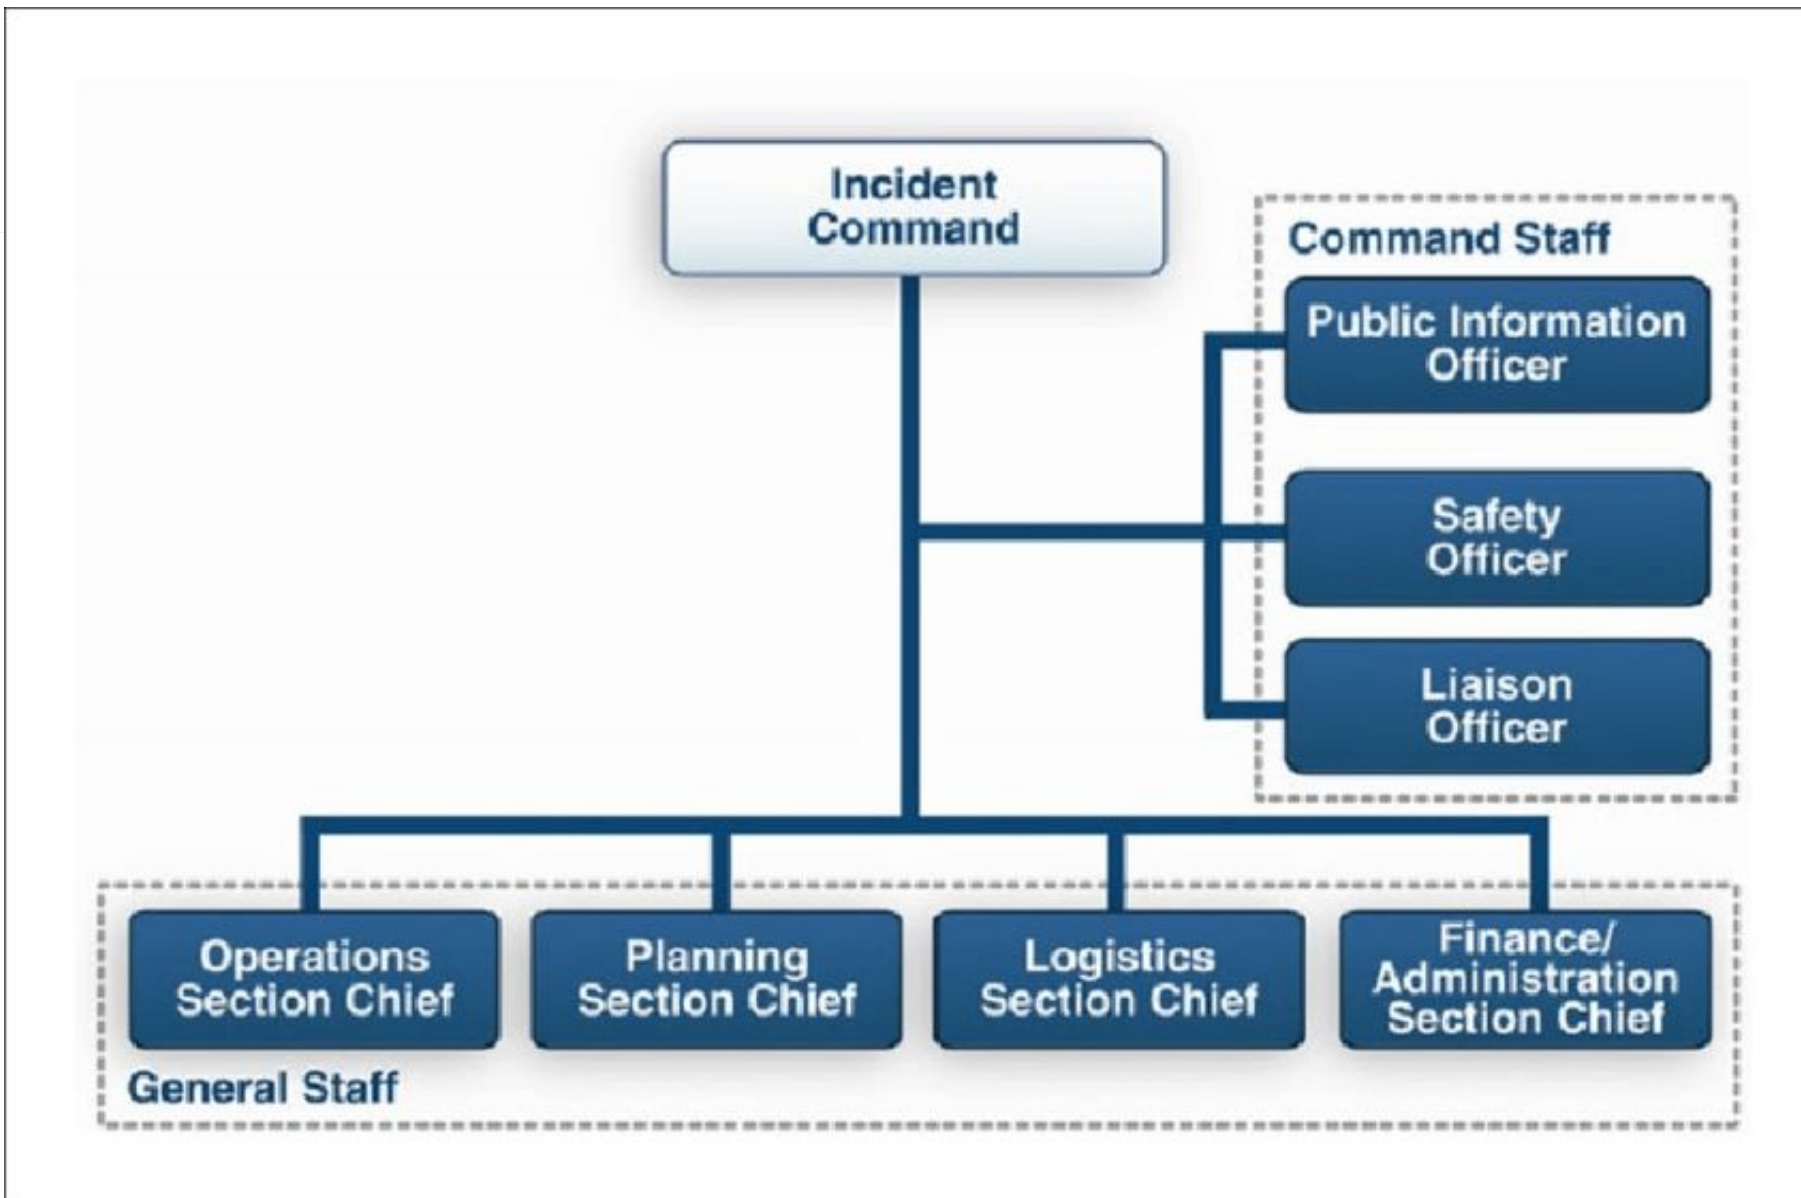 Incident
Command
Command Staff
Public Information
Officer
Safety
Officer
Liaison
Officer
Operations
Section Chief
Planning
Section Chief
Logistics
Section Chief
Finance/
Administration
Section Chief
General Staff